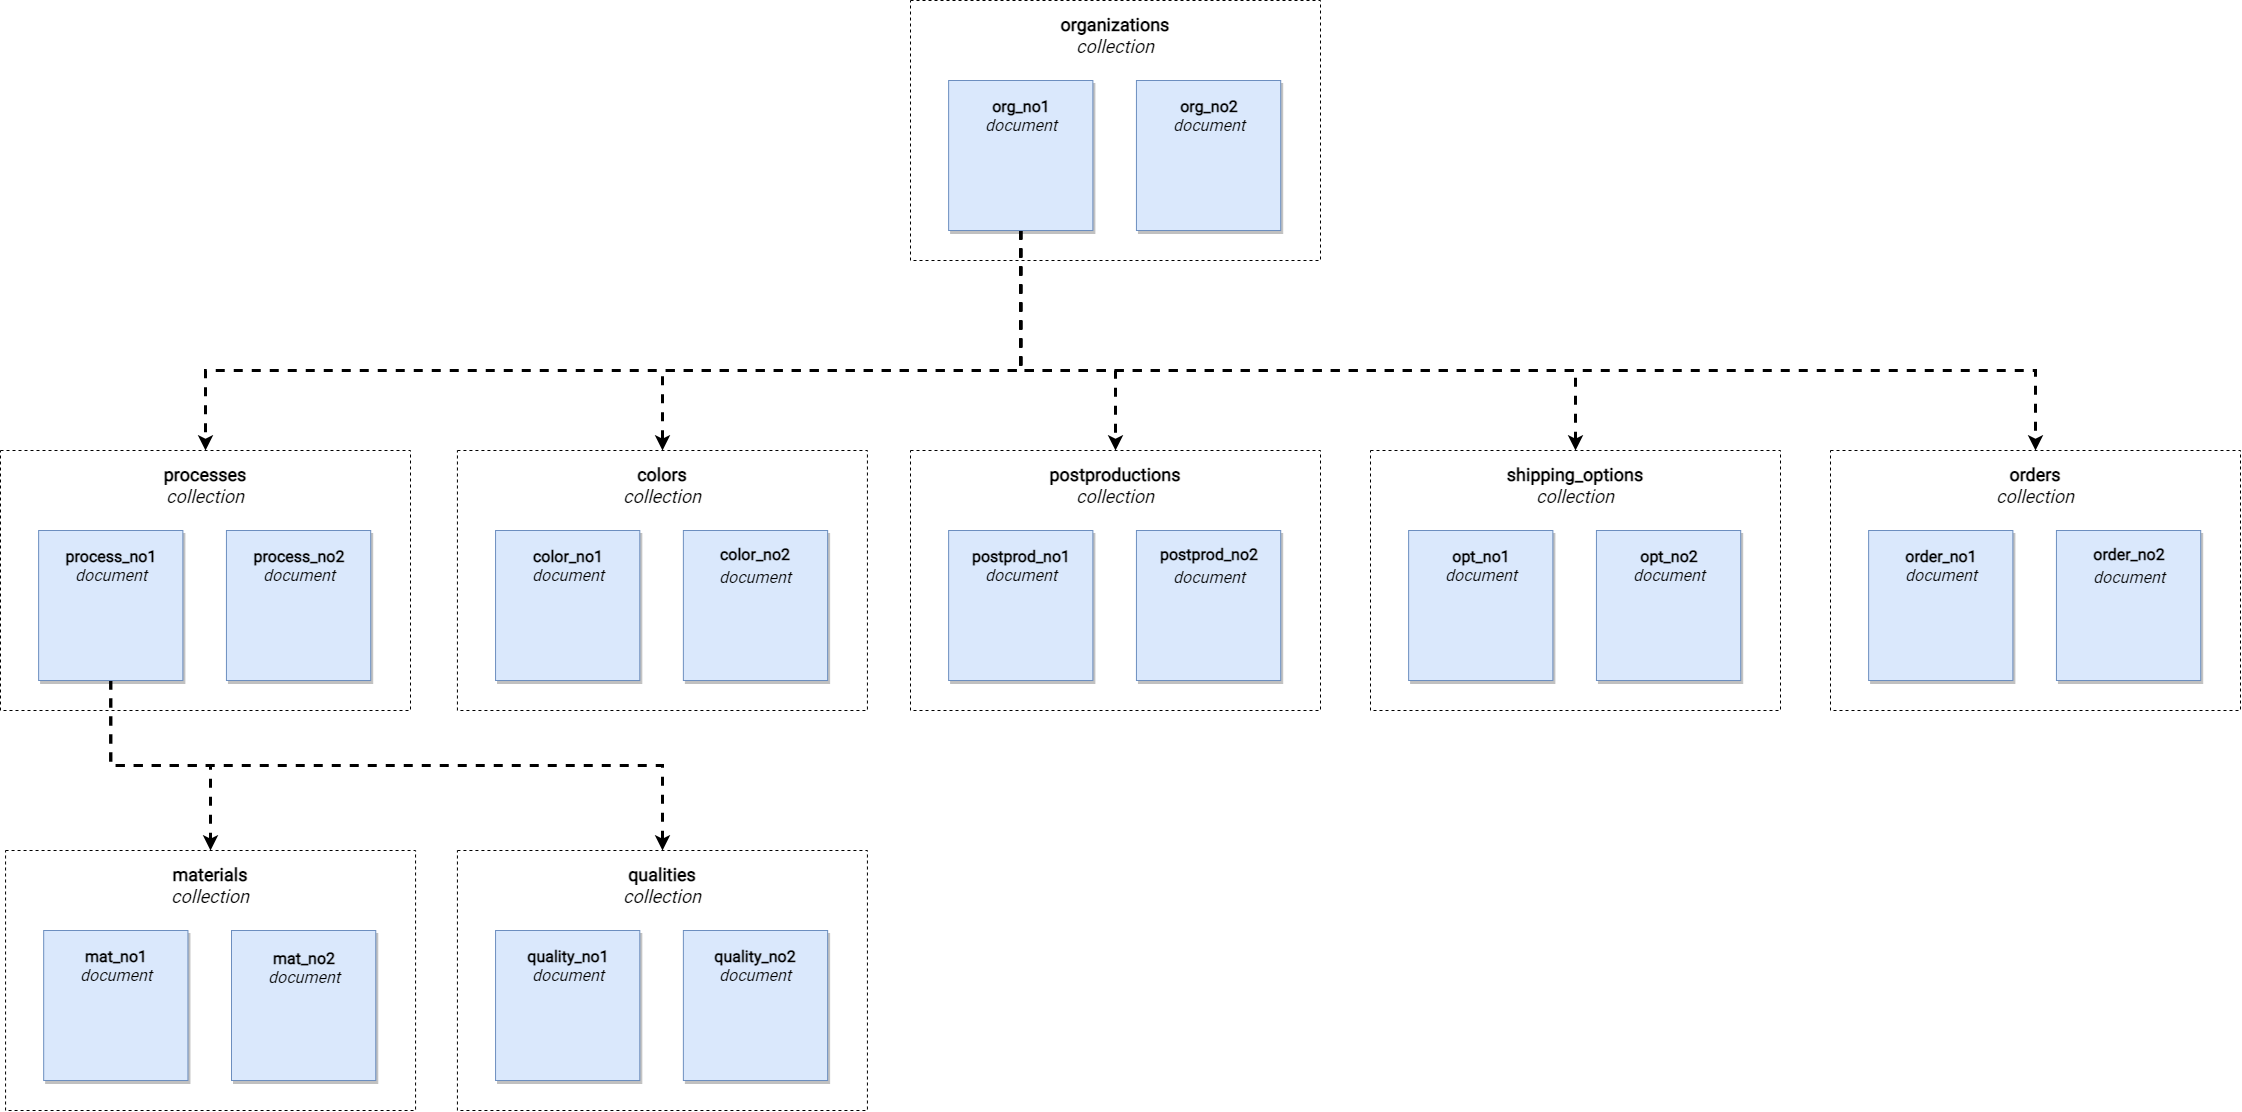 organizations
collection
org_no1
document
org_no2
document
processes
collection
process_no1
document
process_no2
document
colors
collection
color_no1
document
color_no2
document
postproductions
collection
postprod_no1
document
postprod_no2
document
shipping_options
collection
opt_no1
document
opt_no2
document
orders
collection
order_no1
document
order_no2
document
materials
collection
mat_no1
document
mat_no2
document
qualities
collection
quality_no1
document
quality_no2
document